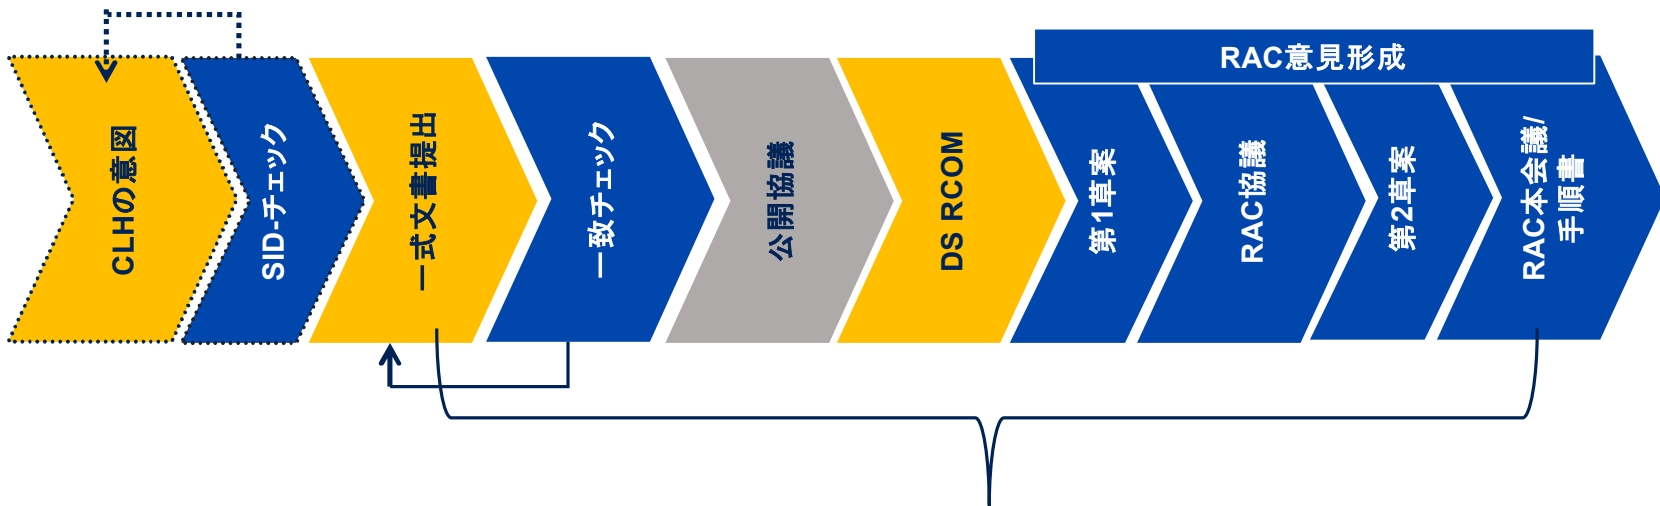 CLHの意図
SID-チェック
一式文書提出
一致チェック
公開協議
DS RCOM
RAC意見形成
第1草案
RAC協議
第2草案
RAC本会議/
手順書